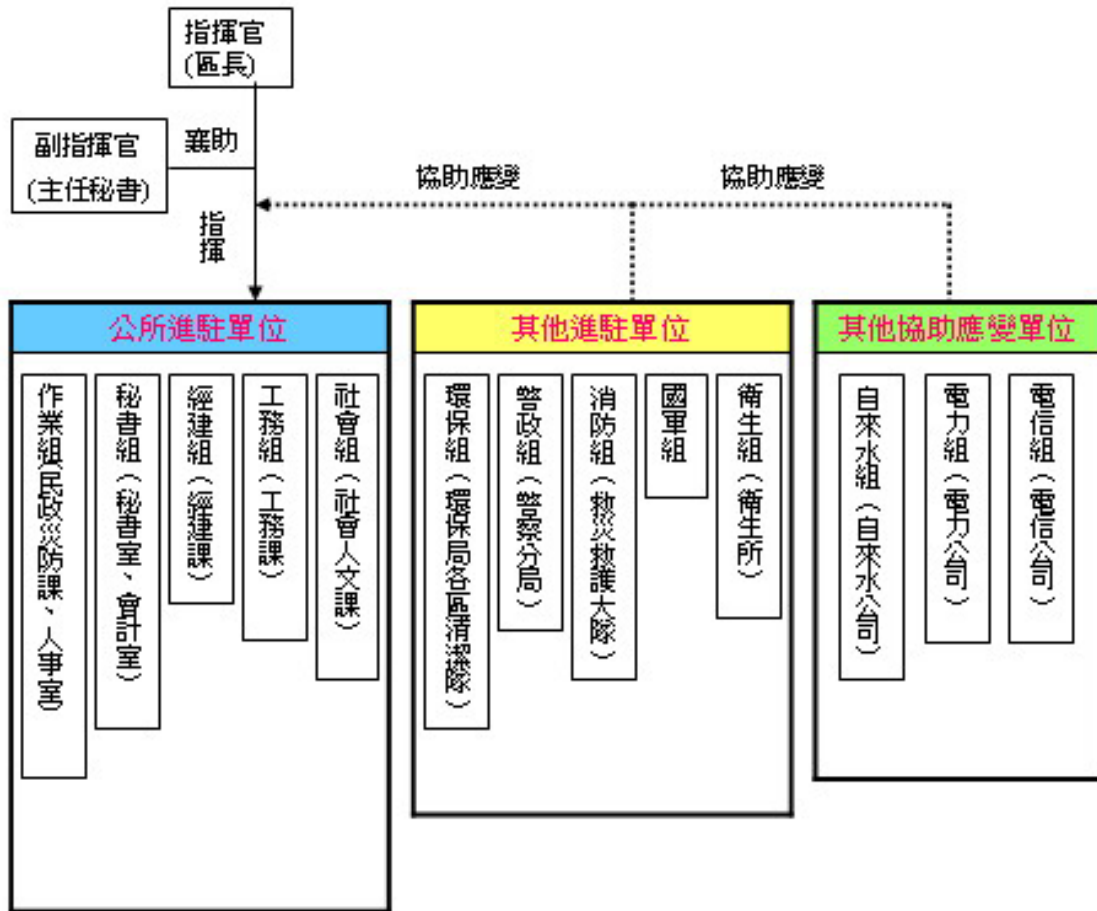 指揮官
(區長)
副指揮官
(主任秘書)
襄助
指揮
協助應變
協助應變
公所進駐單位
作業組(民政災防課、人事室)
秘書組(秘書室、會計室)
經建組(經建課)
工務組(工務課)
社會組(社會人文課)
其他進駐單位
環保組(環保局各區清潔隊)
警政組(警察分局)
消防組(救災救護大隊)
國軍組
衛生組(衛生所)
其他協助應變單位
自來水組(自來水公司)
電力組(電力公司)
電信組(電信公司)